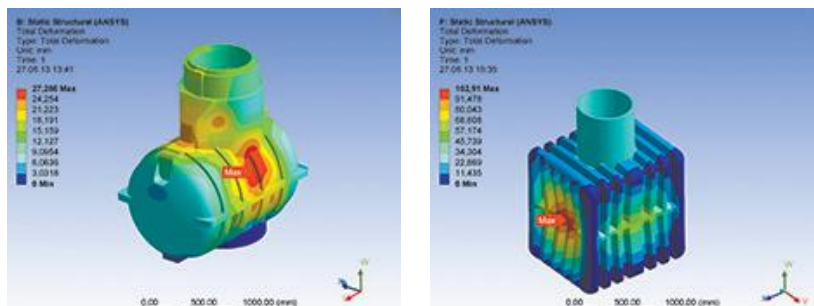 B: Static Structural (ANSYS)
Total Deformation
Type: Total Deformation
Unit: mm
Time: 1
27.06.13 13:41
27,286 Max
24,254
21,223
18,191
15,159
12,127
9,0954
6,0636
3,0318
0 Min
Max
0,00 500,00 1000,00 (mm)
F: Static Structural (ANSYS)
Total Deformation
Type: Total Deformation
Unit: mm
Time: 1
27.06.13 10:35
102,91 Max
91,478
80,043
68,608
57,174
45,739
34,304
22,869
11,435
0 Min
Max
0.00 500.00 1000.00 (mm)